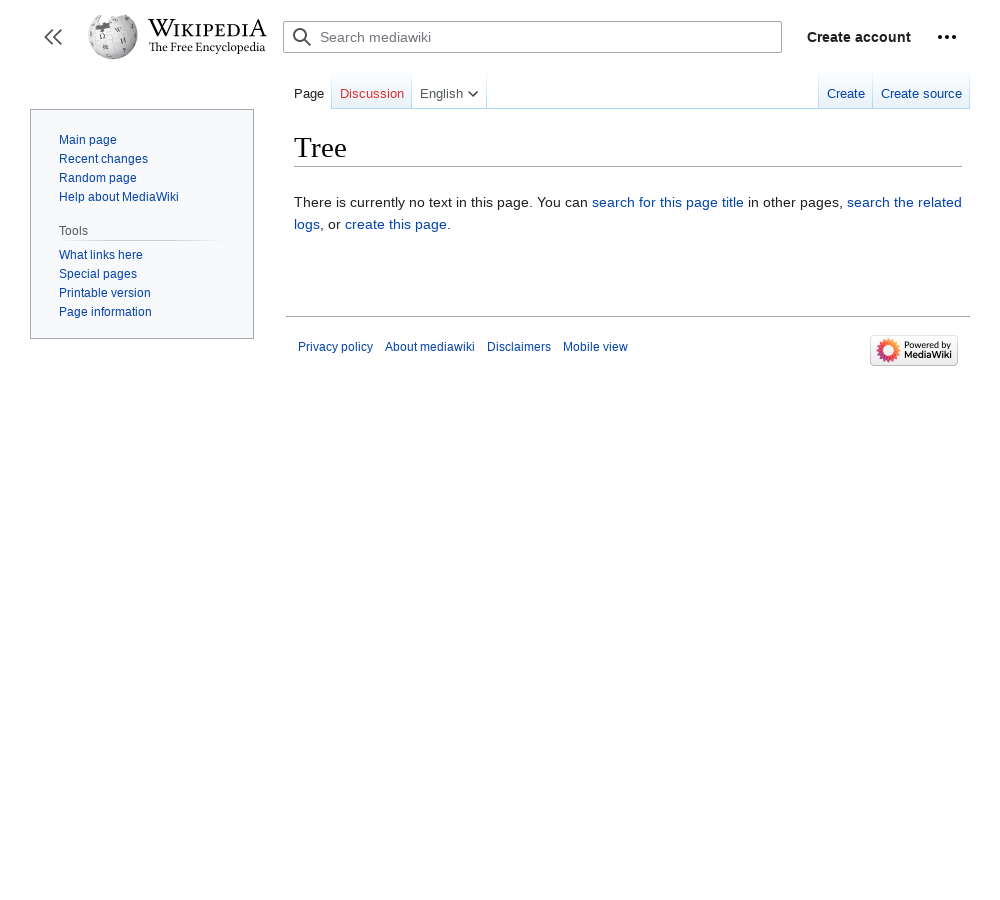 WIKIPEDIA
The Free Encyclopedia
Search mediawiki
Create account
Page
Discussion
English
Create
Create source
Main page
Recent changes
Random page
Help about MediaWiki
Tools
What links here
Special pages
Printable version
Page information
Tree
There is currently no text in this page. You can search for this page title in other pages, search the related
logs, or create this page.
Privacy policy
About mediawiki
Disclaimers
Mobile view
Powered by
MediaWiki